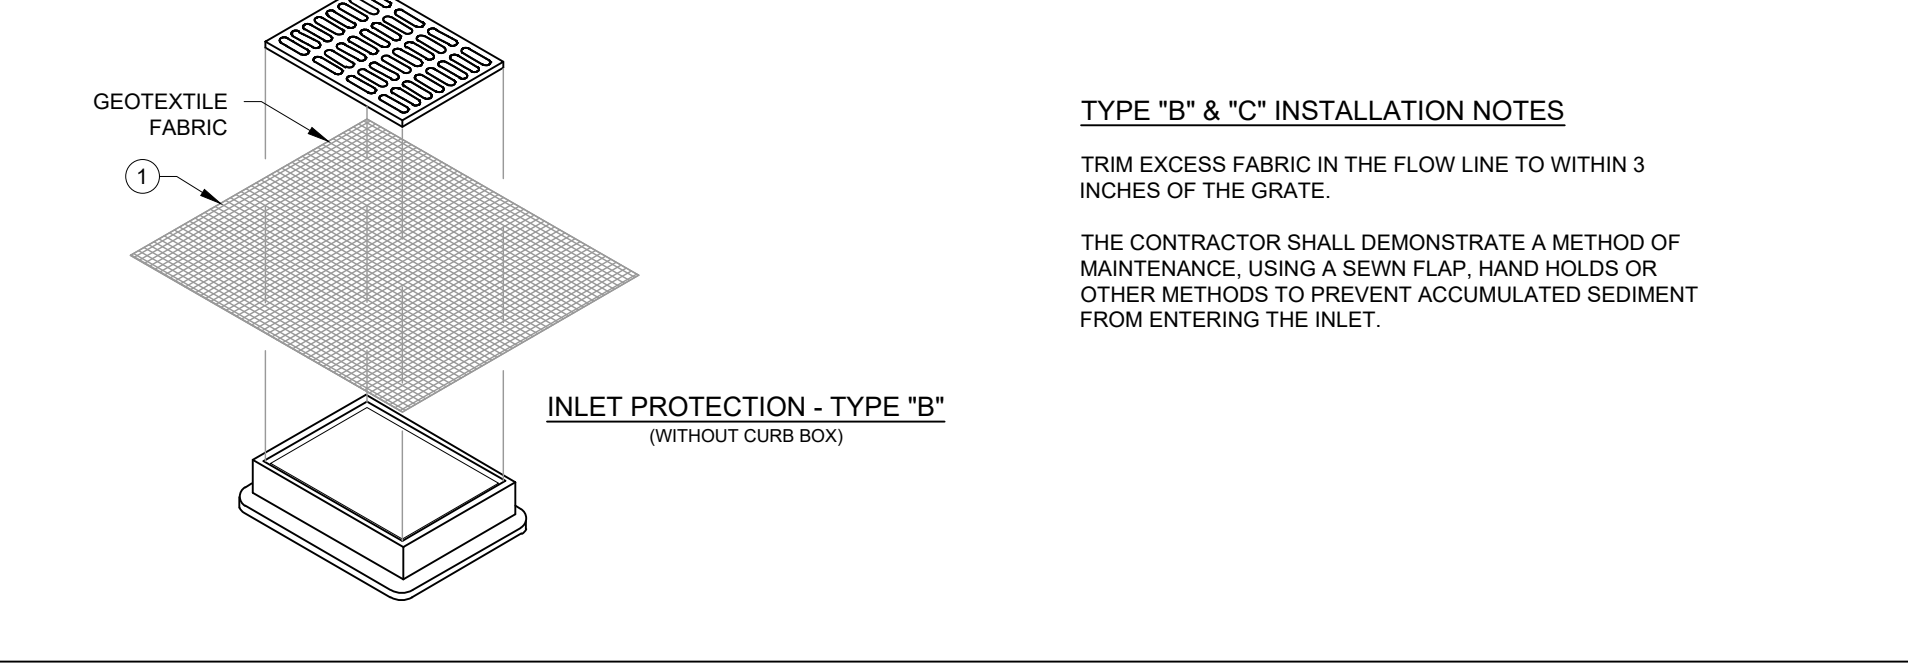 GEOTEXTILE
FABRIC
1
INLET PROTECTION - TYPE "B"
(WITHOUT CURB BOX)
TYPE "B" & "C" INSTALLATION NOTES
TRIM EXCESS FABRIC IN THE FLOW LINE TO WITHIN 3
INCHES OF THE GRATE.
THE CONTRACTOR SHALL DEMONSTRATE A METHOD OF
MAINTENANCE, USING A SEWN FLAP, HAND HOLDS OR
OTHER METHODS TO PREVENT ACCUMULATED SEDIMENT
FROM ENTERING THE INLET.